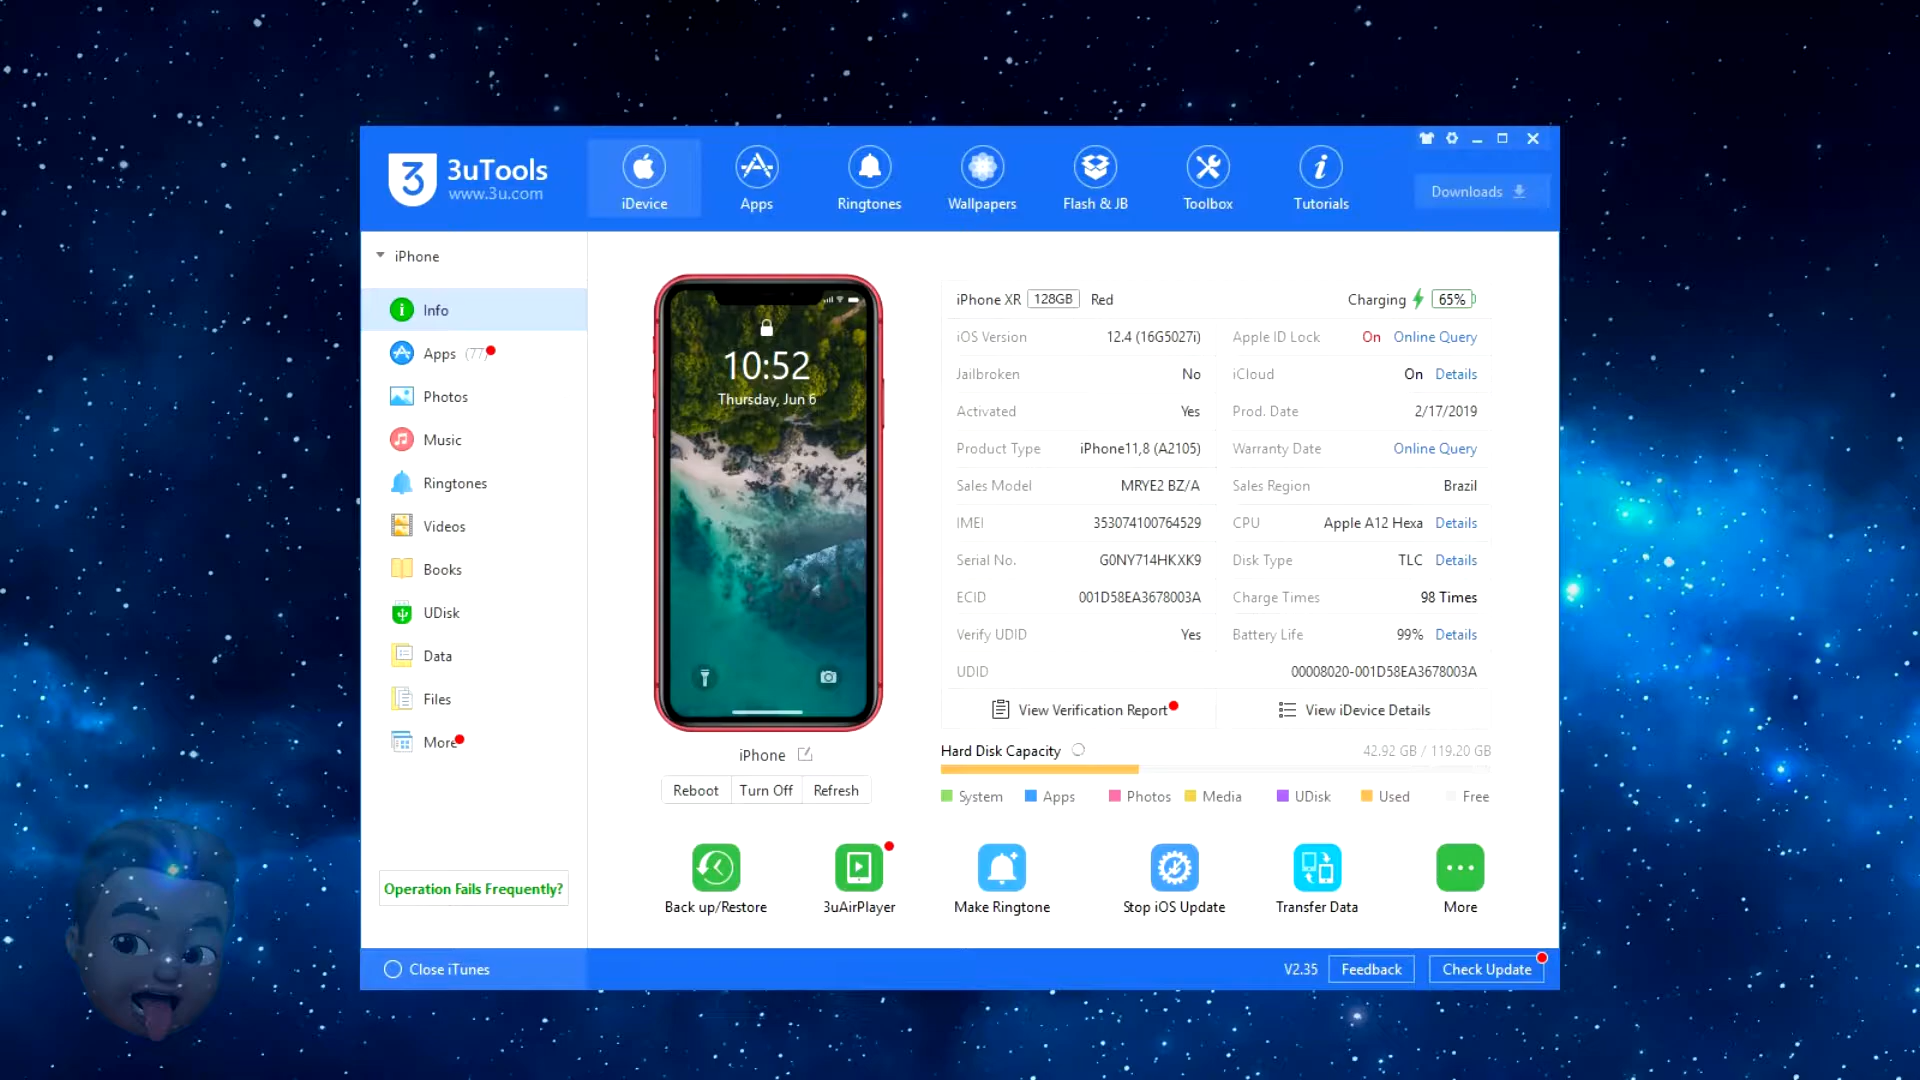 3 3uTools
www.3u.com
iDevice
Apps
Ringtones
Wallpapers
Flash & JB
Toolbox
Tutorials
Downloads
iPhone
Info
Apps (77)
Photos
Music
Ringtones
Videos
Books
UDisk
Data
Files
More
Operation Fails Frequently?
10:52
Thursday, Jun 6
iPhone
Reboot Turn Off Refresh
iPhone XR 128GB Red Charging 65%
iOS Version 12.4 (16G5027i) Apple ID Lock On Online Query
Jailbroken No iCloud On Details
Activated Yes Prod. Date 2/17/2019
Product Type iPhone11,8 (A2105) Warranty Date Online Query
Sales Model MRYE2 BZ/A Sales Region Brazil
IMEI 353074100764529 CPU Apple A12 Hexa Details
Serial No. G0NY714HKXK9 Disk Type TLC Details
ECID 001D58EA3678003A Charge Times 98 Times
Verify UDID Yes Battery Life 99% Details
UDID 00008020-001D58EA3678003A
View Verification Report View iDevice Details
Hard Disk Capacity 42.92 GB / 119.20 GB
System Apps Photos Media UDisk Used Free
Back up/Restore
3uAirPlayer
Make Ringtone
Stop iOS Update
Transfer Data
More
Close iTunes
V2.35 Feedback Check Update